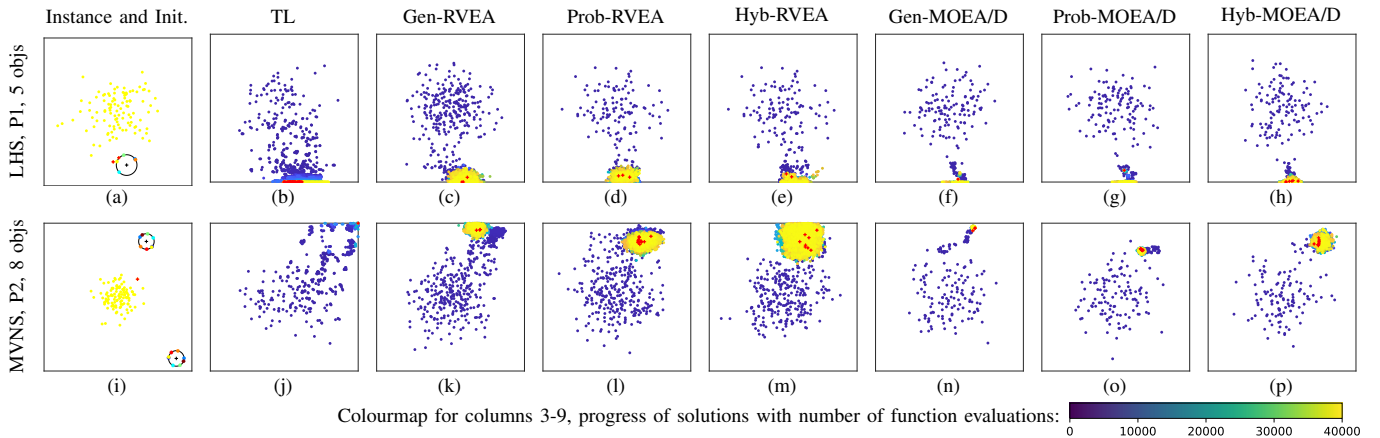 Instance and Init. TL Gen-RVEA Prob-RVEA Hyb-RVEA Gen-MOEA/D Prob-MOEA/D Hyb-MOEA/D
LHS, P1, 5 objs
(a) (b) (c) (d) (e) (f) (g) (h)
MVNS, P2, 8 objs
(i) (j) (k) (l) (m) (n) (o) (p)
Colourmap for columns 3-9, progress of solutions with number of function evaluations:
0 10000 20000 30000 40000